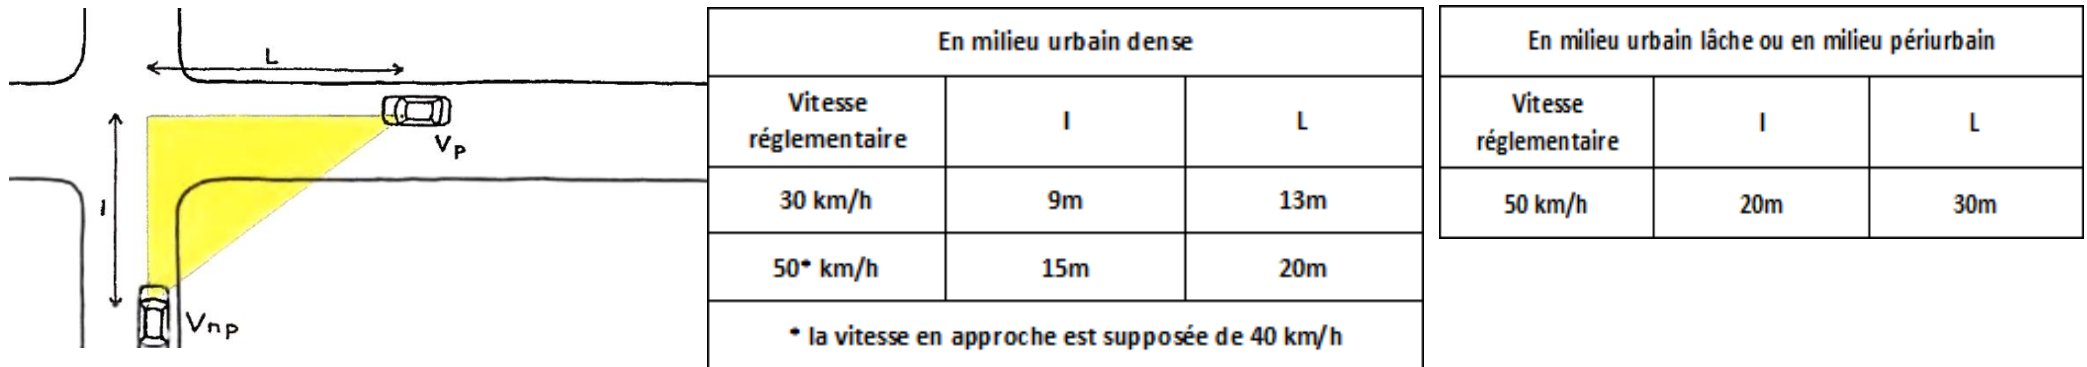 L
l
Vp
Vnp
En milieu urbain dense
Vitesse
réglementaire
l
L
30 km/h
9m
13m
50* km/h
15m
20m
* la vitesse en approche est supposée de 40 km/h
En milieu urbain lâche ou en milieu périurbain
Vitesse
réglementaire
l
L
50 km/h
20m
30m